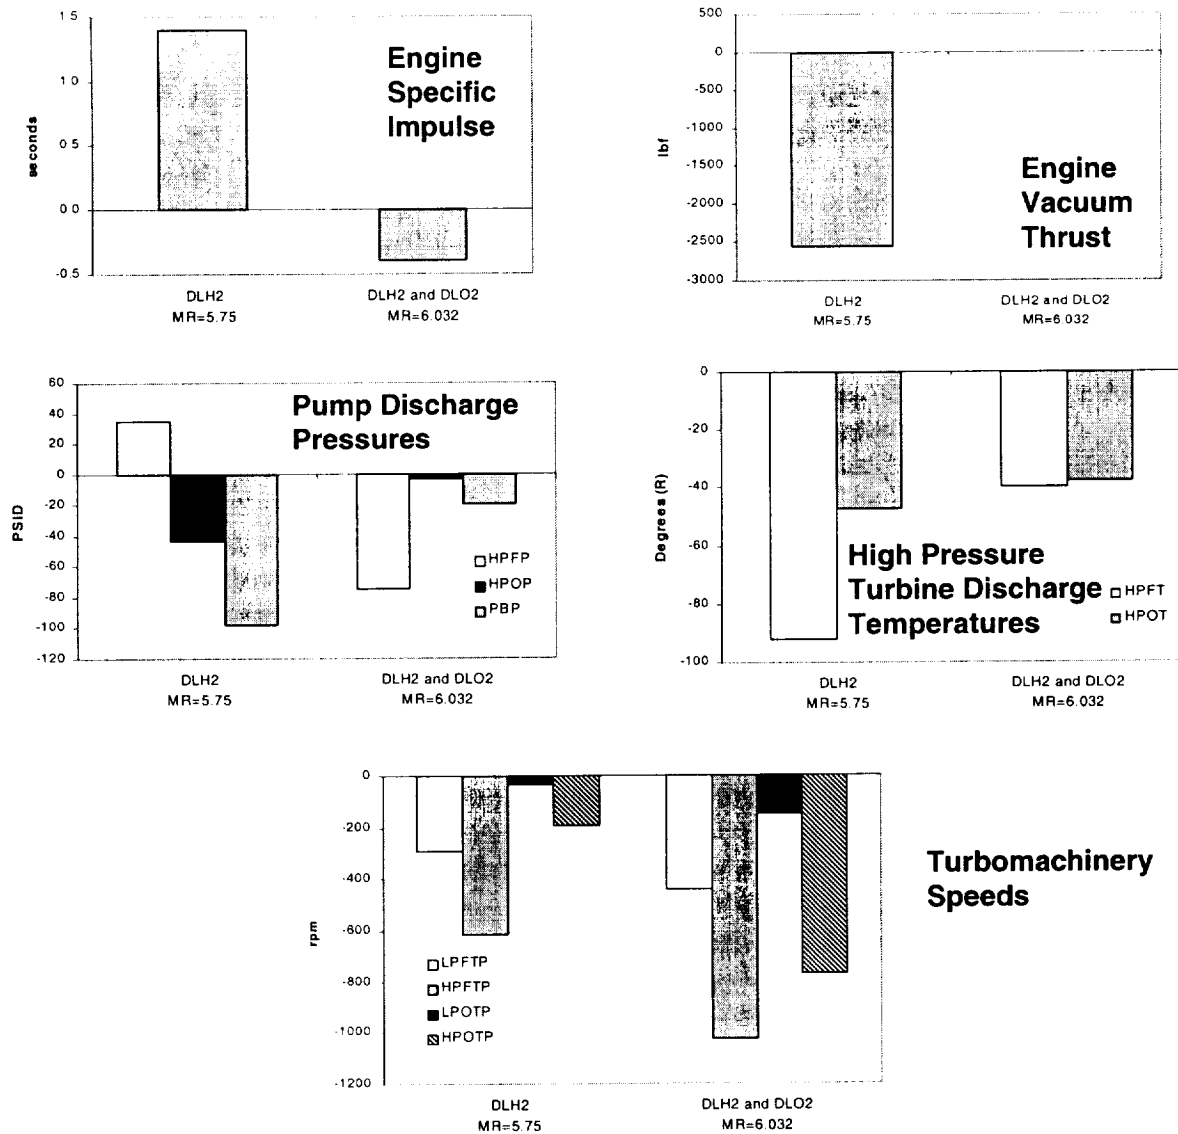 1.5
1.0
0.5
0.0
-0.5
seconds
Engine
Specific
Impulse
DLH2
MR=5.75
DLH2 and DLO2
MR=6.032
500
0
-500
-1000
-1500
-2000
-2500
-3000
lbf
Engine
Vacuum
Thrust
DLH2
MR=5.75
DLH2 and DLO2
MR=6.032
60
40
20
0
-20
-40
-60
-80
-100
-120
PSID
Pump Discharge
Pressures
HPFP
HPOP
PBP
DLH2
MR=5.75
DLH2 and DLO2
MR=6.032
0
-20
-40
-60
-80
-100
Degrees (R)
High Pressure
Turbine Discharge
Temperatures
HPFT
HPOT
DLH2
MR=5.75
DLH2 and DLO2
MR=6.032
0
-200
-400
-600
-800
-1000
-1200
rpm
LPFTP
HPFTP
LPOTP
HPOTP
DLH2
MR=5.75
DLH2 and DLO2
MR=6.032
Turbomachinery
Speeds